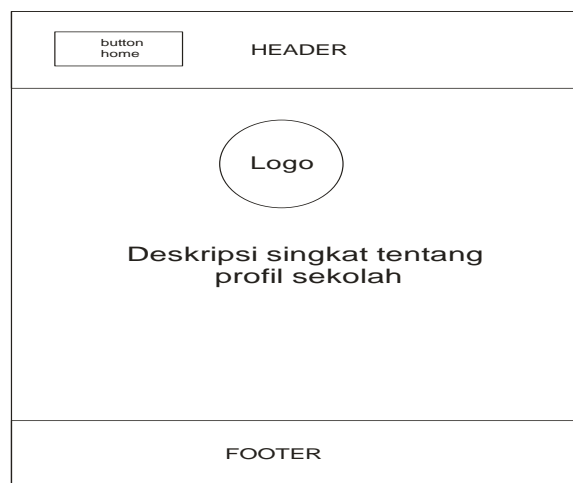 button
home
HEADER
Logo
Deskripsi singkat tentang
profil sekolah
FOOTER